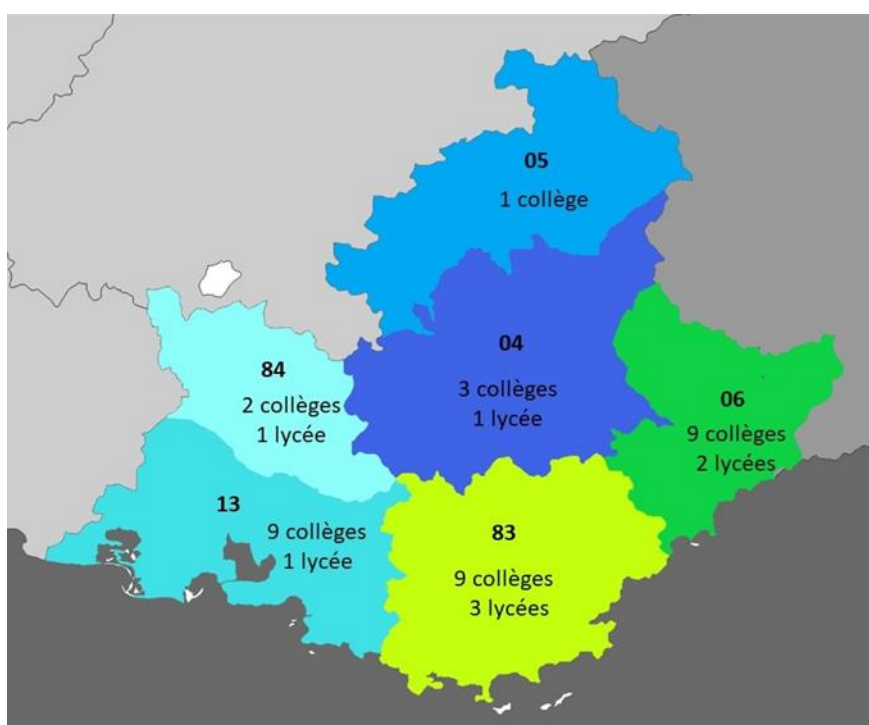 05
1 collège
04
3 collèges
1 lycée
84
2 collèges
1 lycée
06
9 collèges
2 lycées
13
9 collèges
1 lycée
83
9 collèges
3 lycées